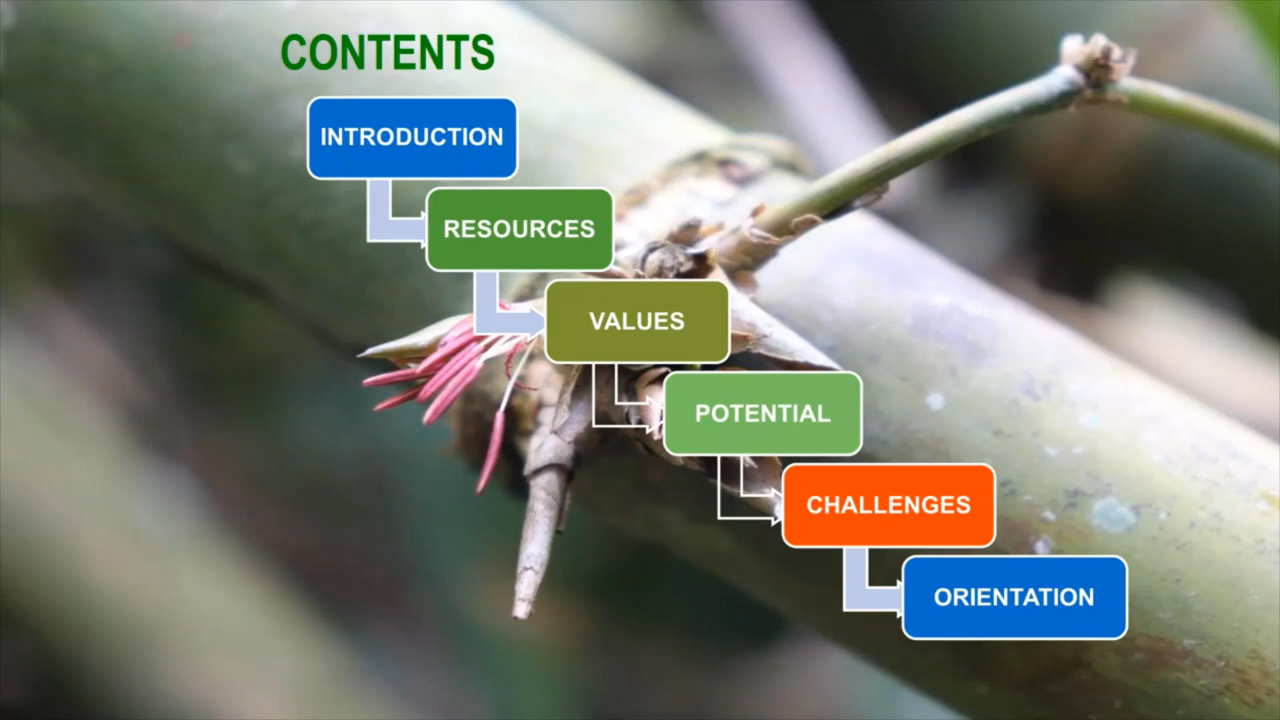 CONTENTS
INTRODUCTION
RESOURCES
VALUES
POTENTIAL
CHALLENGES
ORIENTATION